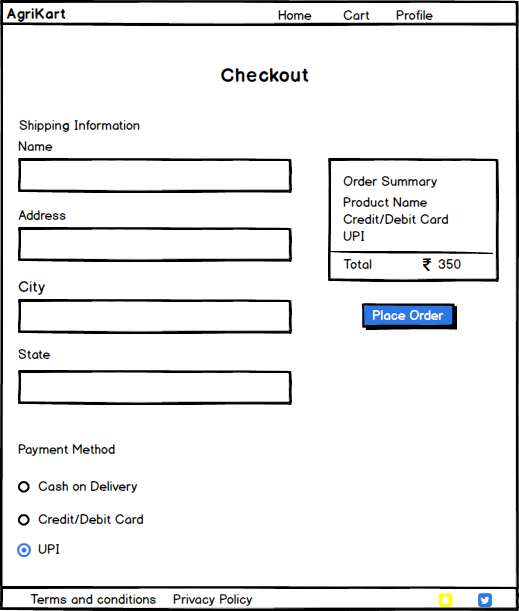 AgriKart Home Cart Profile
Checkout
Shipping Information
Name
Address
City
State
Order Summary
Product Name
Credit/Debit Card
UPI
Total ₹ 350
Place Order
Payment Method
Cash on Delivery
Credit/Debit Card
UPI
Terms and conditions Privacy Policy